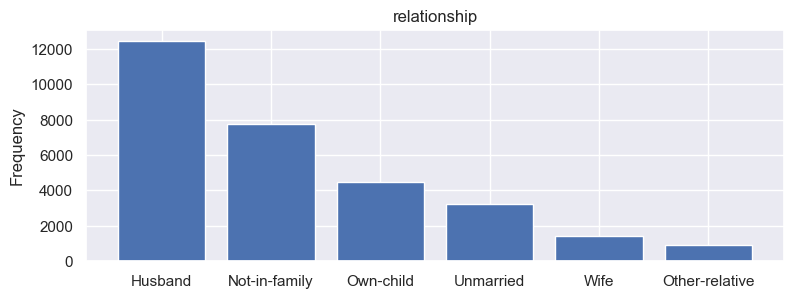 relationship
12000
10000
8000
6000
4000
2000
0
Frequency
Husband Not-in-family Own-child Unmarried Wife Other-relative